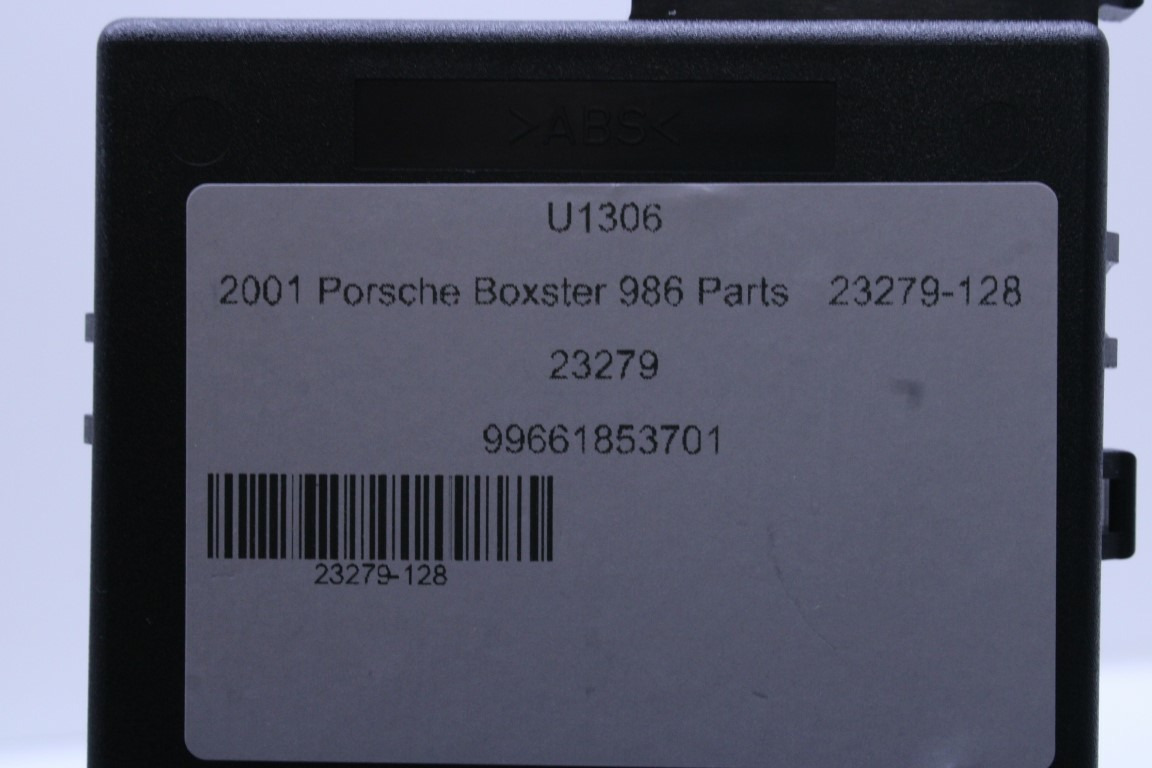 >ABS<
U1306
2001 Porsche Boxster 986 Parts 23279-128
23279
99661853701
23279-128